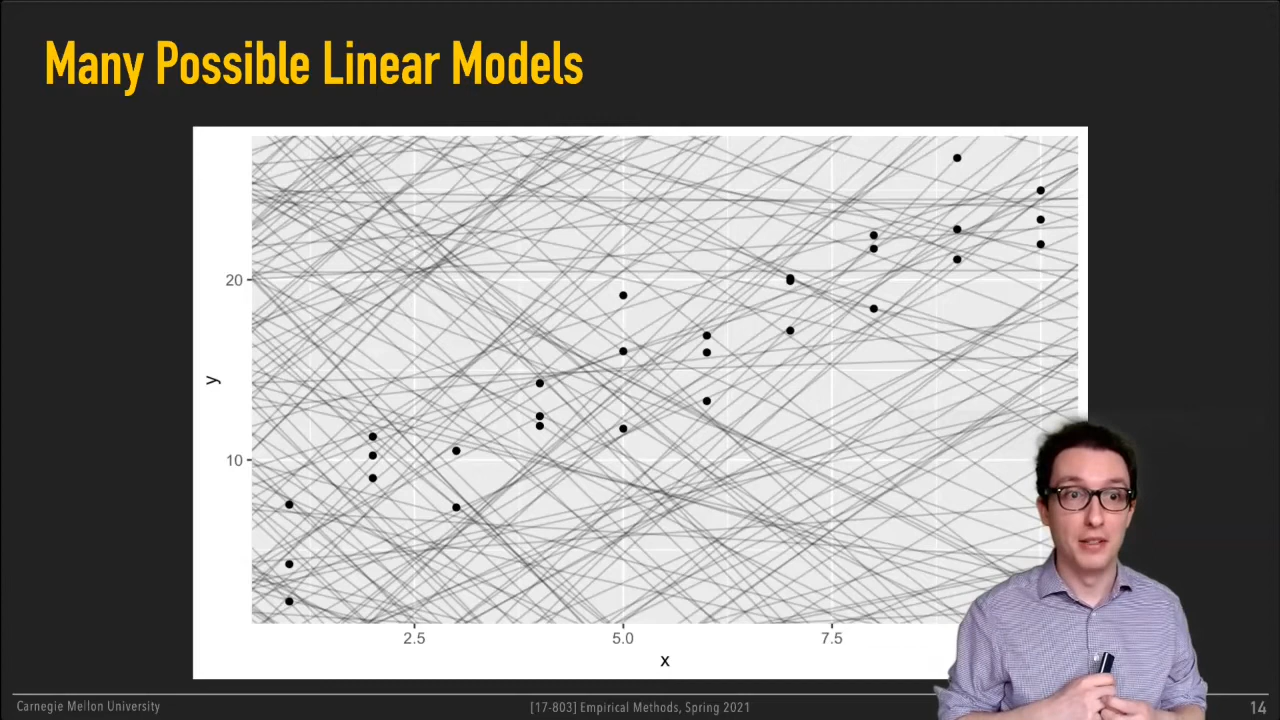 Many Possible Linear Models
20
10
y
2.5
5.0
7.5
x
Carnegie Mellon University
[17-803] Empirical Methods, Spring 2021
14